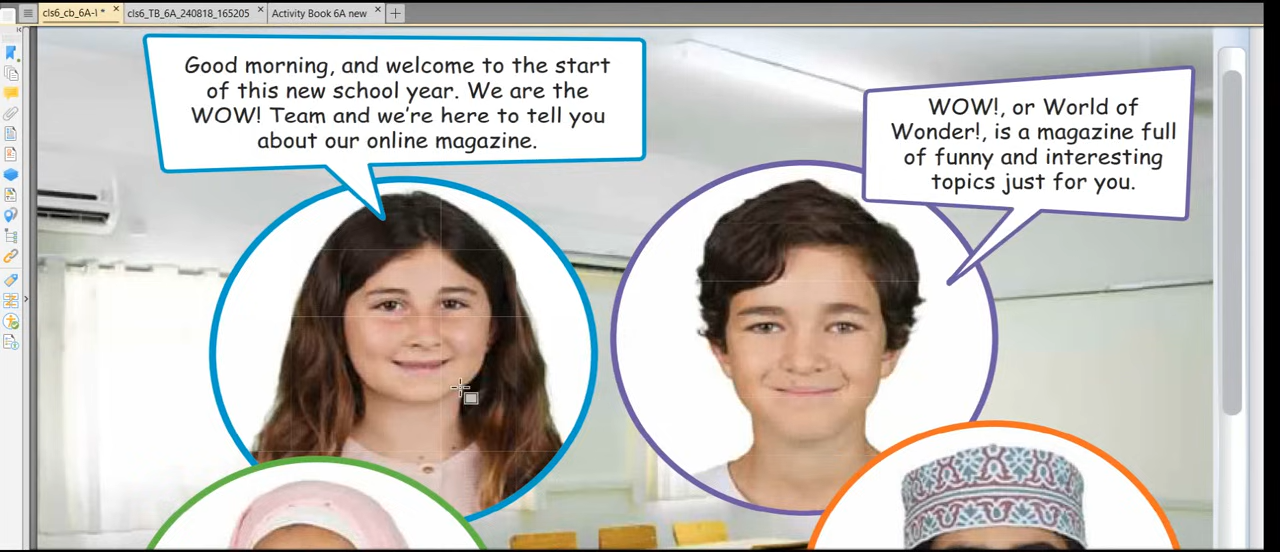 cls6_cb_6A-\ *
cls6_TB_6A_240818_165205
Activity Book 6A new
Good morning, and welcome to the start
of this new school year. We are the
WOW! Team and we're here to tell you
about our online magazine.
WOW!, or World of
Wonder!, is a magazine full
of funny and interesting
topics just for you.